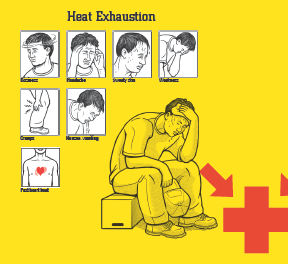 Heat Exhaustion
Dizziness
Headache
Sweaty skin
Weakness
Cramps
Nausea, vomiting
Fast heart beat